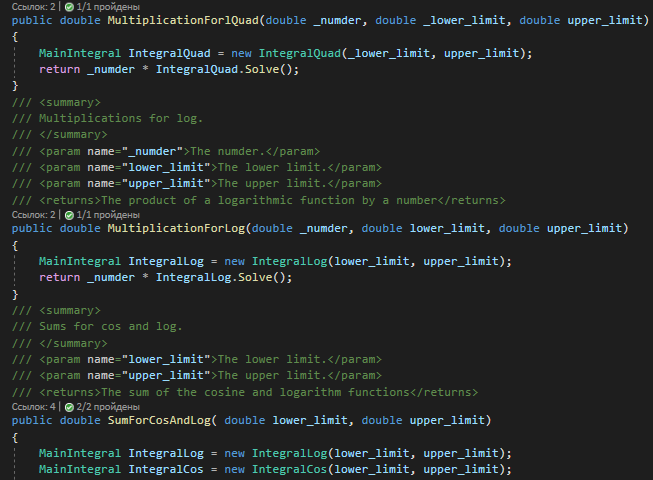 Ссылок: 2 | 1/1 пройдены
public double MultiplicationForlQuad(double _numder, double _lower_limit, double upper_limit)
{
MainIntegral IntegralQuad = new IntegralQuad(_lower_limit, upper_limit);
return _numder * IntegralQuad.Solve();
}
/// <summary>
/// Multiplications for log.
/// </summary>
/// <param name="_numder">The numder.</param>
/// <param name="lower_limit">The lower limit.</param>
/// <param name="upper_limit">The upper limit.</param>
/// <returns>The product of a logarithmic function by a number</returns>
Ссылок: 2 | 1/1 пройдены
public double MultiplicationForLog(double _numder, double lower_limit, double upper_limit)
{
MainIntegral IntegralLog = new IntegralLog(lower_limit, upper_limit);
return _numder * IntegralLog.Solve();
}
/// <summary>
/// Sums for cos and log.
/// </summary>
/// <param name="lower_limit">The lower limit.</param>
/// <param name="upper_limit">The upper limit.</param>
/// <returns>The sum of the cosine and logarithm functions</returns>
Ссылок: 4 | 2/2 пройдены
public double SumForCosAndLog( double lower_limit, double upper_limit)
{
MainIntegral IntegralLog = new IntegralLog(lower_limit, upper_limit);
MainIntegral IntegralCos = new IntegralCos(lower_limit, upper_limit);